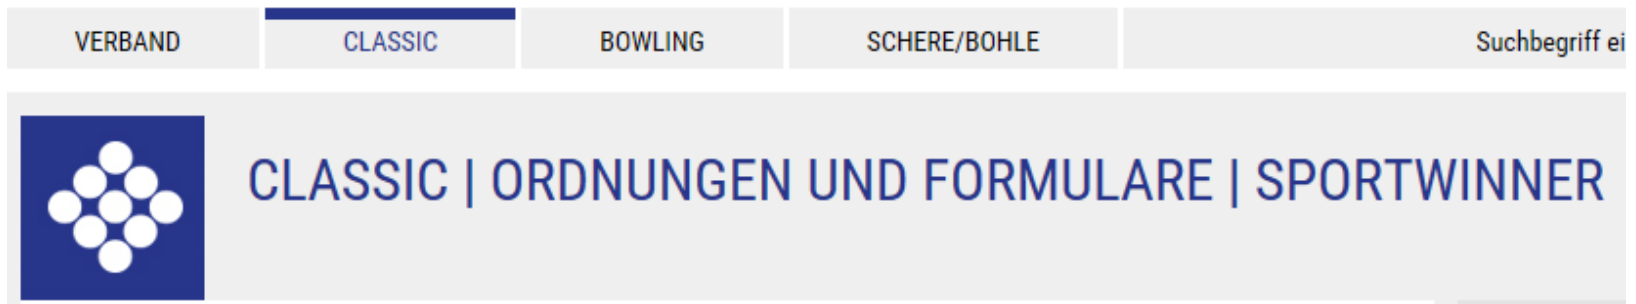 VERBAND CLASSIC BOWLING SCHERE/BOHLE Suchbegriff
CLASSIC | ORDNUNGEN UND FORMULARE | SPORTWINNER